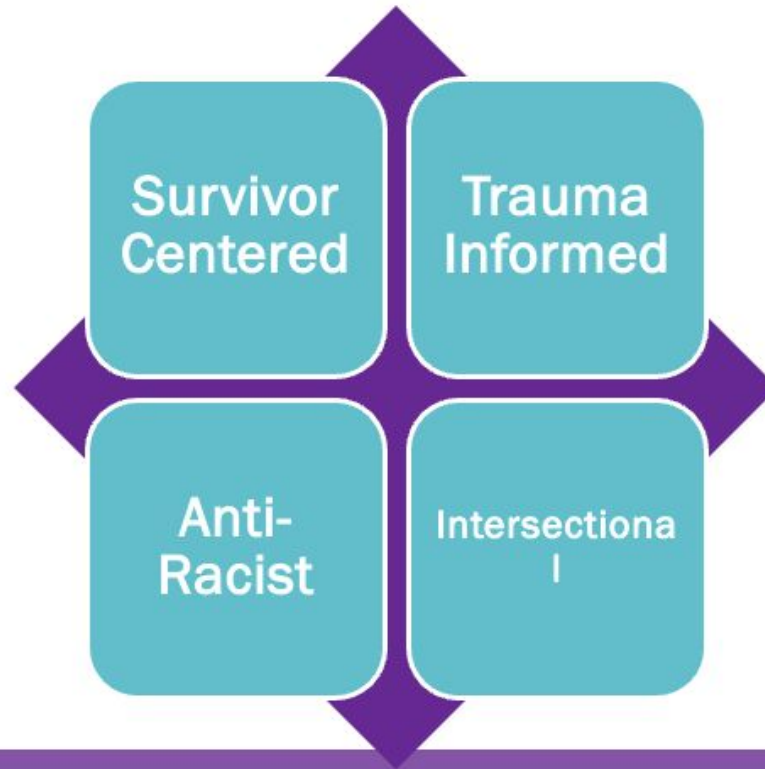 Survivor
Centered
Trauma
Informed
Anti-
Racist
Intersectiona
l